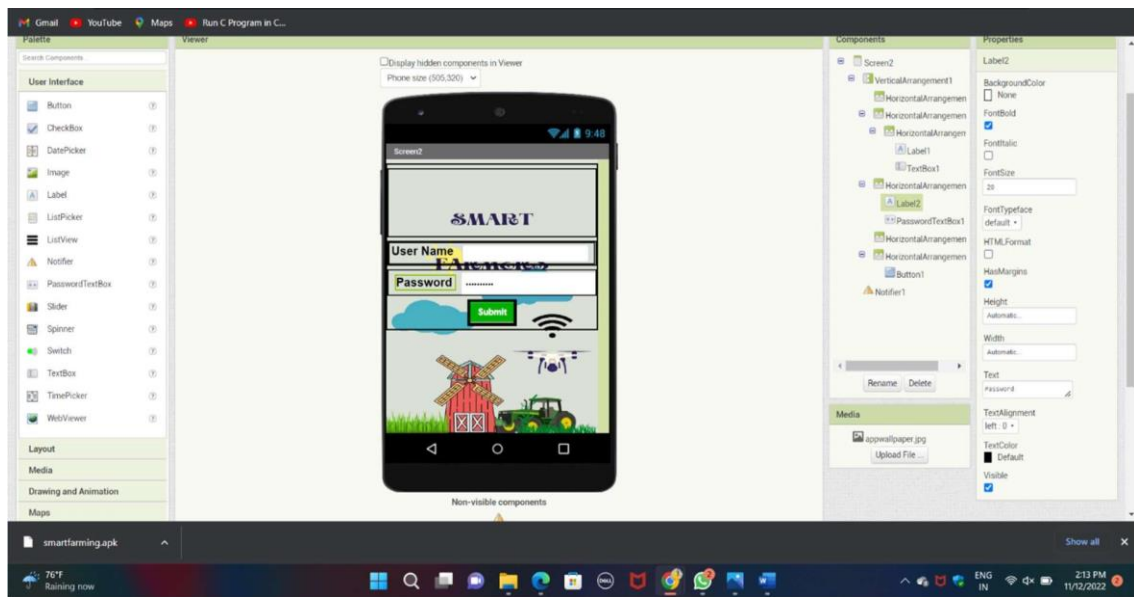 Gmail YouTube Maps Run C Program in C...
Palette
Search Components...
User Interface
Button
CheckBox
DatePicker
Image
Label
ListPicker
ListView
Notifier
PasswordTextBox
Slider
Spinner
Switch
TextBox
TimePicker
WebViewer
Layout
Media
Drawing and Animation
Maps
Viewer
Display hidden components in Viewer
Phone size (505,320)
9:48
Screen2
SMART
User Name
FARMERS
Password ..........
Submit
Non-visible components
Components
Screen2
VerticalArrangement1
HorizontalArrangemen
HorizontalArrangemen
HorizontalArrangen
Label1
TextBox1
HorizontalArrangemen
Label2
PasswordTextBox1
HorizontalArrangemen
HorizontalArrangemen
Button1
Notifier1
Rename Delete
Media
appwallpaper.jpg
Upload File ...
Properties
Label2
BackgroundColor
None
FontBold
FontItalic
FontSize
20
FontTypeface
default
HTMLFormat
HasMargins
Height
Automatic...
Width
Automatic...
Text
Password
TextAlignment
left : 0
TextColor
Default
Visible
smartfarming.apk
Show all
76°F
Raining now
DELL
ENG
IN
2:13 PM
11/12/2022
2